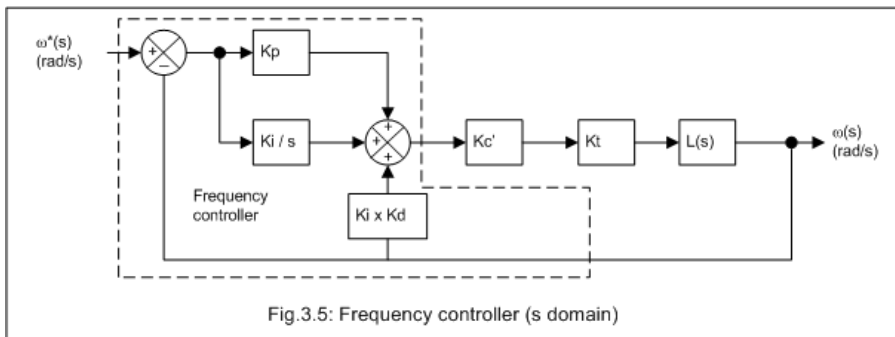 ω*(s)
(rad/s)
+
−
Kp
Ki / s
+
+
+
Kc'
Kt
L(s)
ω(s)
(rad/s)
Frequency
controller
Ki x Kd
Fig.3.5: Frequency controller (s domain)